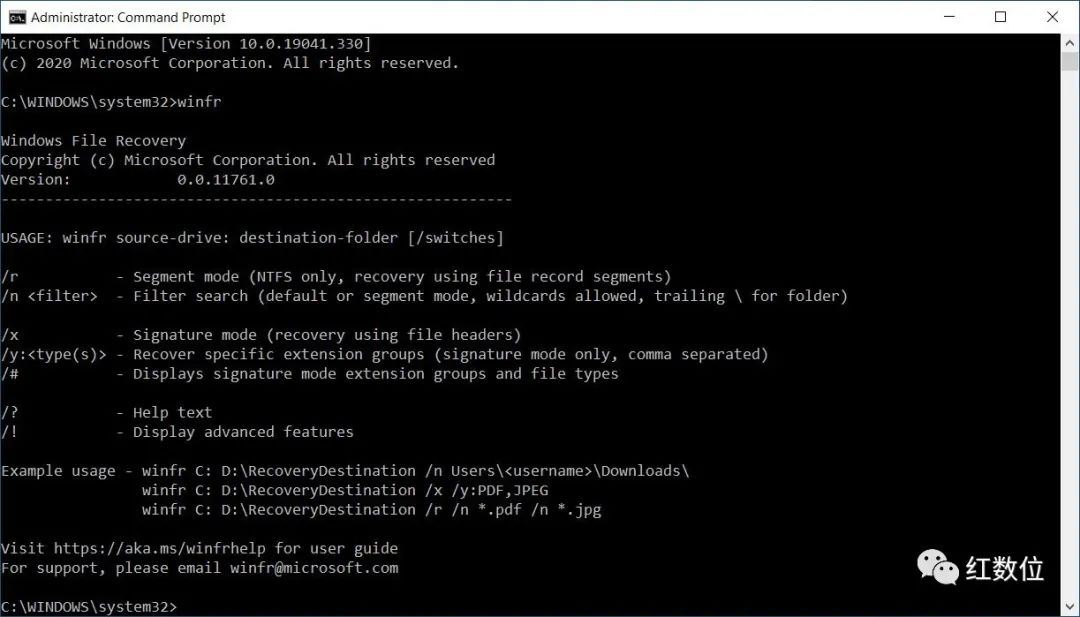 Administrator: Command Prompt
Microsoft Windows [Version 10.0.19041.330]
(c) 2020 Microsoft Corporation. All rights reserved.
C:\WINDOWS\system32>winfr
Windows File Recovery
Copyright (c) Microsoft Corporation. All rights reserved
Version:            0.0.11761.0
----------------------------------------------------------
USAGE: winfr source-drive: destination-folder [/switches]
/r           - Segment mode (NTFS only, recovery using file record segments)
/n <filter>  - Filter search (default or segment mode, wildcards allowed, trailing \ for folder)
/x           - Signature mode (recovery using file headers)
/y:<type(s)> - Recover specific extension groups (signature mode only, comma separated)
/#           - Displays signature mode extension groups and file types
/?           - Help text
/!           - Display advanced features
Example usage - winfr C: D:\RecoveryDestination /n Users\<username>\Downloads\
                winfr C: D:\RecoveryDestination /x /y:PDF,JPEG
                winfr C: D:\RecoveryDestination /r /n *.pdf /n *.jpg
Visit https://aka.ms/winfrhelp for user guide
For support, please email winfr@microsoft.com
C:\WINDOWS\system32>
红数位